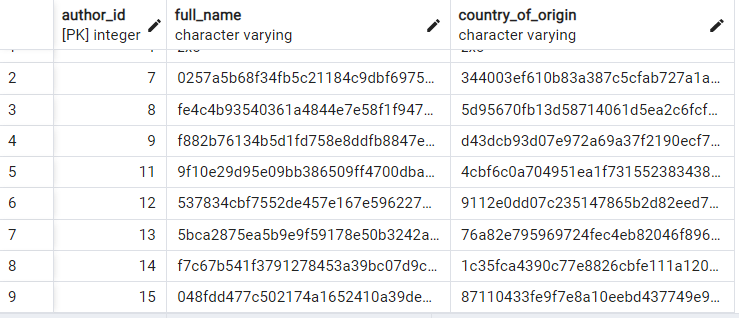 author_id full_name country_of_origin
[PK] integer character varying character varying
2 7 0257a5b68f34fb5c21184c9dbf6975... 344003ef610b83a387c5cfab727a1a...
3 8 fe4c4b93540361a4844e7e58f1f947... 5d95670fb13d58714061d5ea2c6fcf...
4 9 f882b76134b5d1fd758e8ddfb8847e... d43dcb93d07e972a69a37f2190ecf7...
5 11 9f10e29d95e09bb386509ff4700dba... 4cbf6c0a704951ea1f731552383438...
6 12 537834cbf7552de457e167e596227... 9112e0dd07c235147865b2d82eed7...
7 13 5bca2875ea5b9e9f59178e50b3242a... 76a82e795969724fec4eb82046f896...
8 14 f7c67b541f3791278453a39bc07d9c... 1c35fca4390c77e8826cbfe111a120...
9 15 048fdd477c502174a1652410a39de... 87110433fe9f7e8a10eebd437749e9...